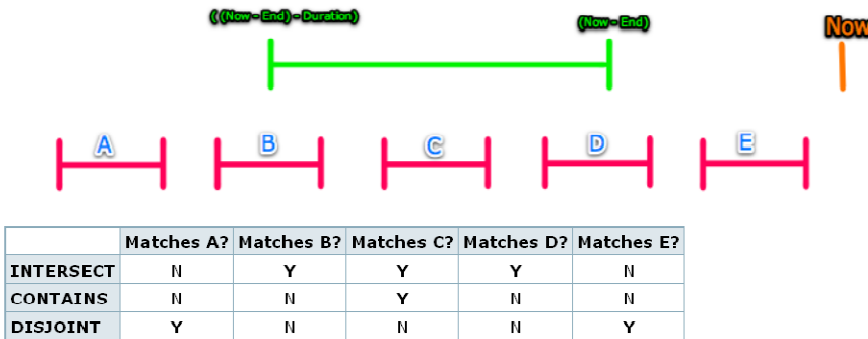 ( (Now - End) - Duration)
(Now - End)
Now
A
B
C
D
E
Matches A? Matches B? Matches C? Matches D? Matches E?
INTERSECT N Y Y Y N
CONTAINS N N Y N N
DISJOINT Y N N N Y